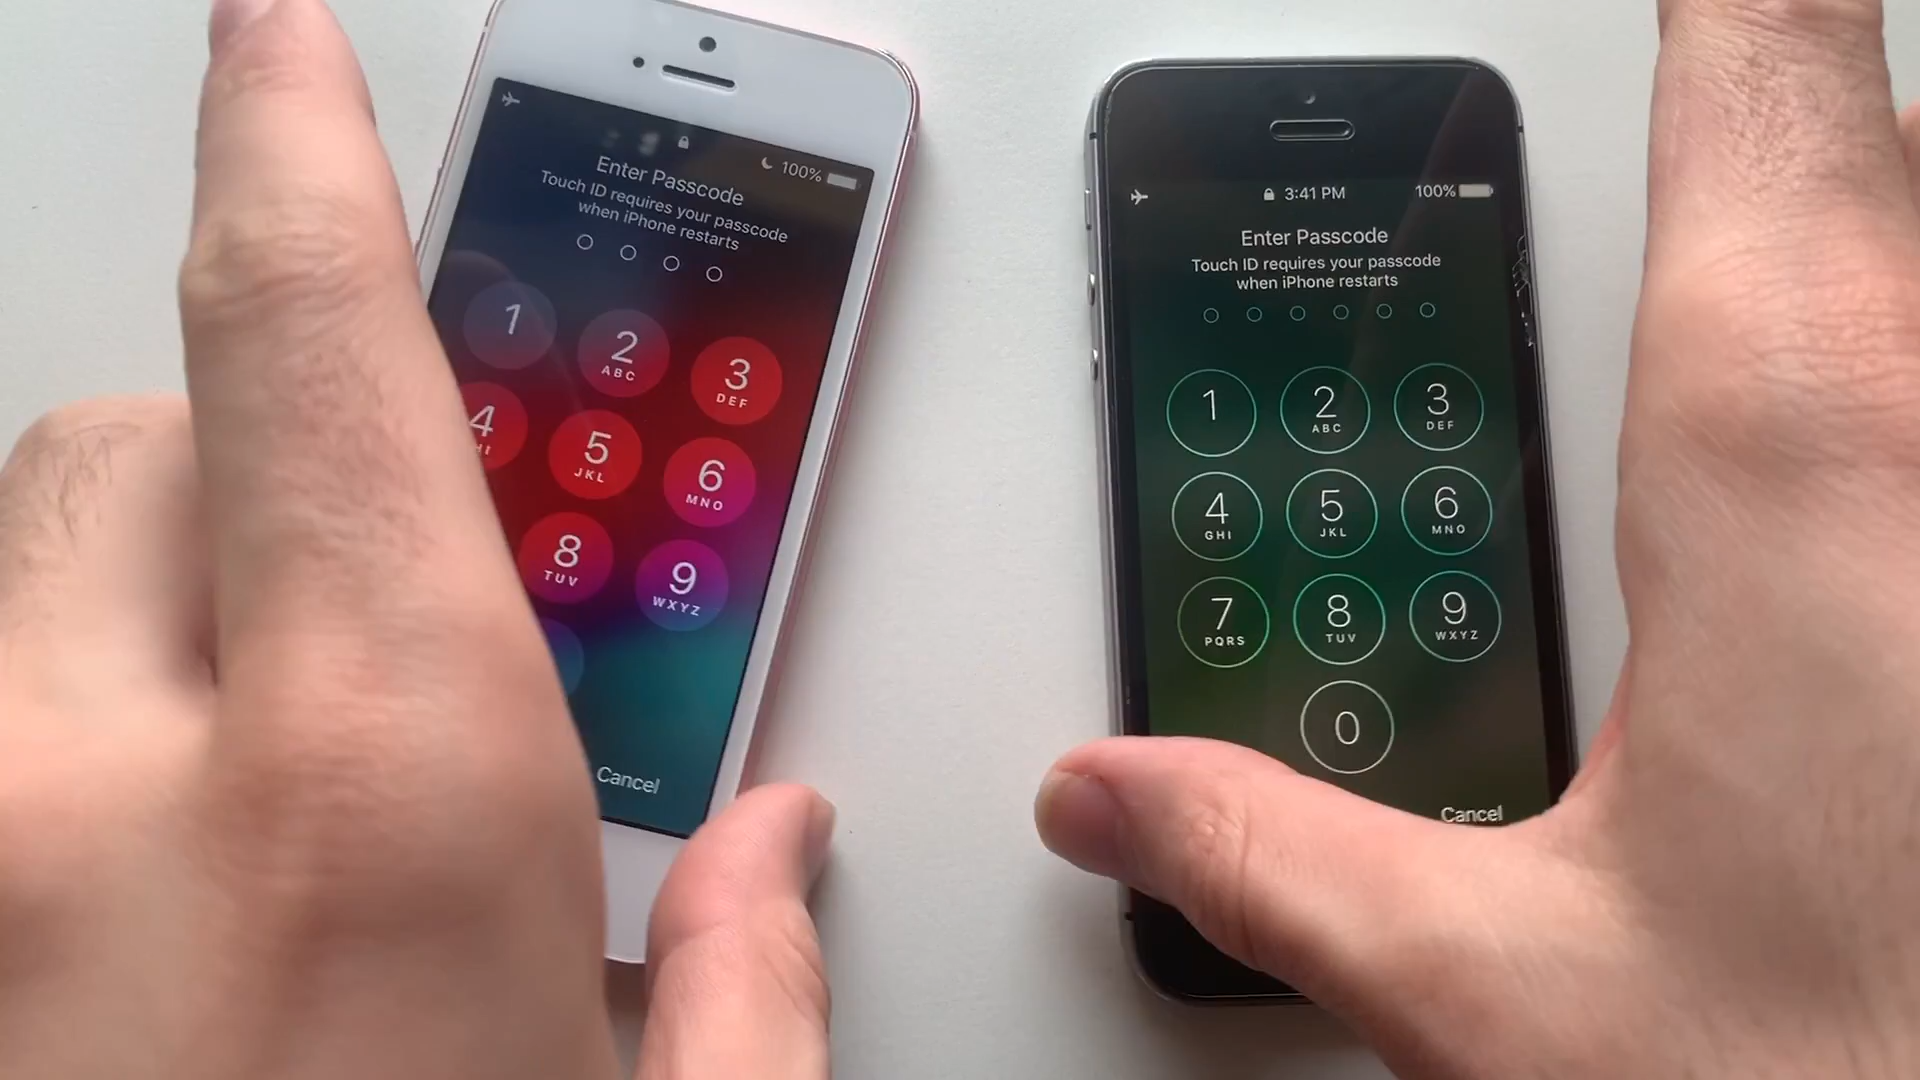 100%
Enter Passcode
Touch ID requires your passcode
when iPhone restarts
1
2
ABC
3
DEF
4
HI
5
JKL
6
MNO
8
TUV
9
WXYZ
Cancel
3:41 PM
100%
Enter Passcode
Touch ID requires your passcode
when iPhone restarts
1
2
ABC
3
DEF
4
GHI
5
JKL
6
MNO
7
PQRS
8
TUV
9
WXYZ
0
Cancel